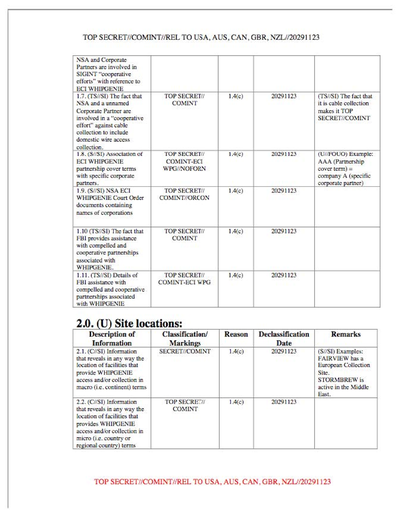 TOP SECRET//COMINT//REL TO USA, AUS, CAN, GBR, NZL//20291123
NSA and Corporate
Partners are involved in
SIGINT “cooperative
efforts” with reference to
ECI WHIPGENIE
1.7. (TS//SI) The fact that
NSA and a unnamed
Corporate Partner are
involved in a “cooperative
effort” against cable
collection to include
domestic wire access
collection.
TOP SECRET//
COMINT
1.4(c)
20291123
(TS//SI) The fact that
it is cable collection
makes it TOP
SECRET//COMINT
1.8. (S//SI) Association of
ECI WHIPGENIE
partnership cover terms
with specific corporate
partners.
TOP SECRET//
COMINT-ECI
WPG//NOFORN
1.4(c)
20291123
(U//FOUO) Example:
AAA (Partnership
cover term) =
company A (specific
corporate partner)
1.9. (S//SI) NSA ECI
WHIPGENIE Court Order
documents containing
names of corporations
TOP SECRET//
COMINT//ORCON
1.4(c)
20291123
1.10 (TS//SI) The fact that
FBI provides assistance
with compelled and
cooperative partnerships
associated with
WHIPGENIE.
TOP SECRET//
COMINT
1.4(c)
20291123
1.11. (TS//SI) Details of
FBI assistance with
compelled and cooperative
partnerships associated
with WHIPGENIE
TOP SECRET//
COMINT-ECI WPG
1.4(c)
20291123
2.0. (U) Site locations:
Description of
Information
Classification/
Markings
Reason
Declassification
Date
Remarks
2.1. (C//SI) Information
that reveals in any way the
location of facilities that
provide WHIPGENIE
access and/or collection in
macro (i.e. continent) terms
SECRET//COMINT
1.4(c)
20291123
(S//SI) Examples:
FAIRVIEW has a
European Collection
Site.
STORMBREW is
active in the Middle
East.
2.2. (C//SI) Information
that reveals in any way the
location of facilities that
provides WHIPGENIE
access and/or collection in
micro (i.e. country or
regional country) terms
TOP SECRET//
COMINT
1.4(c)
20291123
TOP SECRET//COMINT//REL TO USA, AUS, CAN, GBR, NZL//20291123